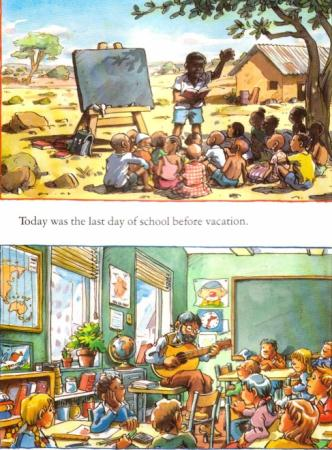 Today was the last day of school before vacation.